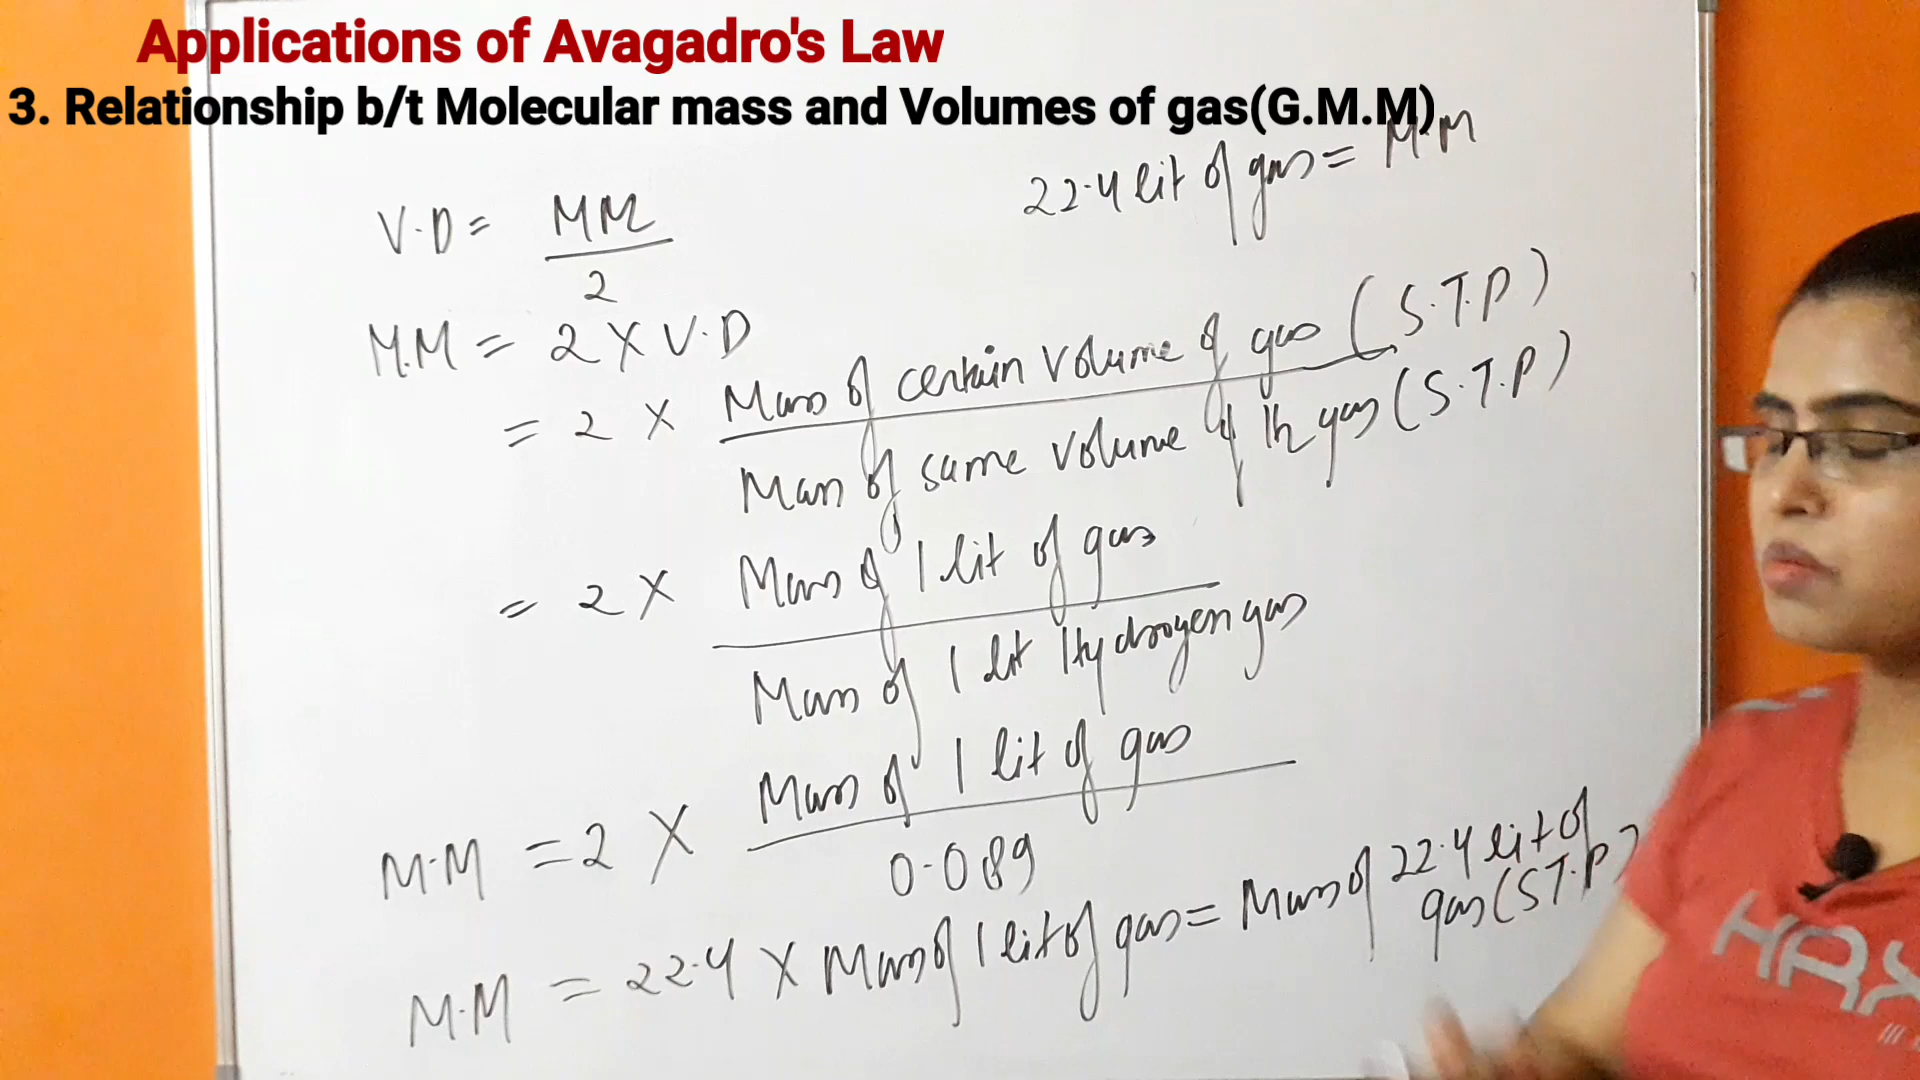 Applications of Avagadro's Law
3. Relationship b/t Molecular mass and Volumes of gas(G.M.M)
22.4 lit of gas = M.M
V.D = MM
2
M.M = 2 X V.D
= 2 X Mass of certain volume of gas (S.T.P)
Mass of same volume of H2 gas (S.T.P)
= 2 X Mass of 1 lit of gas
Mass of 1 lit Hydrogen gas
M.M = 2 X Mass of 1 lit of gas
0.089
M.M = 22.4 X Mass of 1 lit of gas = Mass of 22.4 lit of
gas (S.T.P)